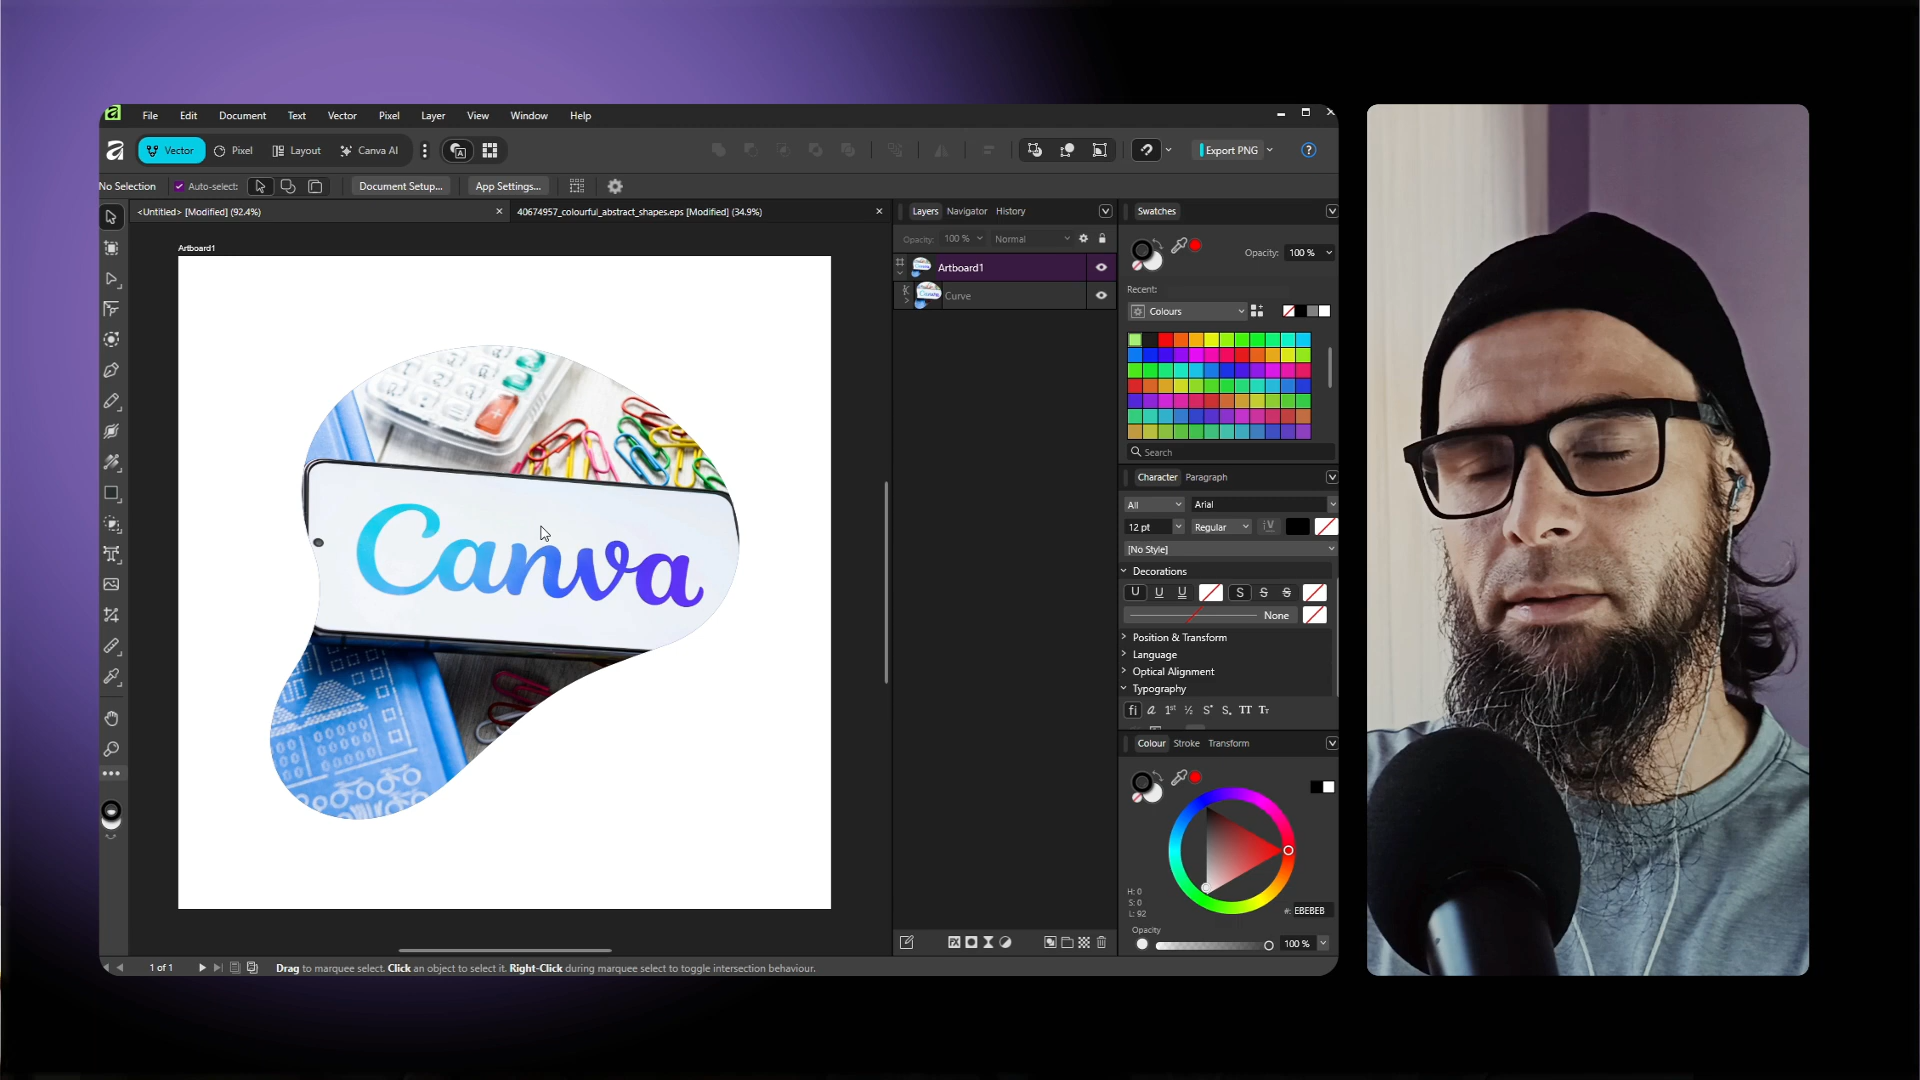 File Edit Document Text Vector Pixel Layer View Window Help
Vector Pixel Layout Canva AI Export PNG
No Selection Auto-select: Document Setup... App Settings...
<Untitled> [Modified] (92.4%) 40674957_colourful_abstract_shapes.eps [Modified] (34.9%)
Layers Navigator History
Swatches
Opacity: 100 % Normal
Opacity: 100 %
Artboard1
Artboard1
Curve
Recent:
Colours
Search
Character Paragraph
All Arial
12 pt Regular
[No Style]
Decorations
None
Position & Transform
Language
Optical Alignment
Typography
Colour Stroke Transform
H: 0
S: 0
L: 92
#: EBEBEB
Opacity
100 %
Canva
1 of 1 Drag to marquee select. Click an object to select it. Right-Click during marquee select to toggle intersection behaviour.